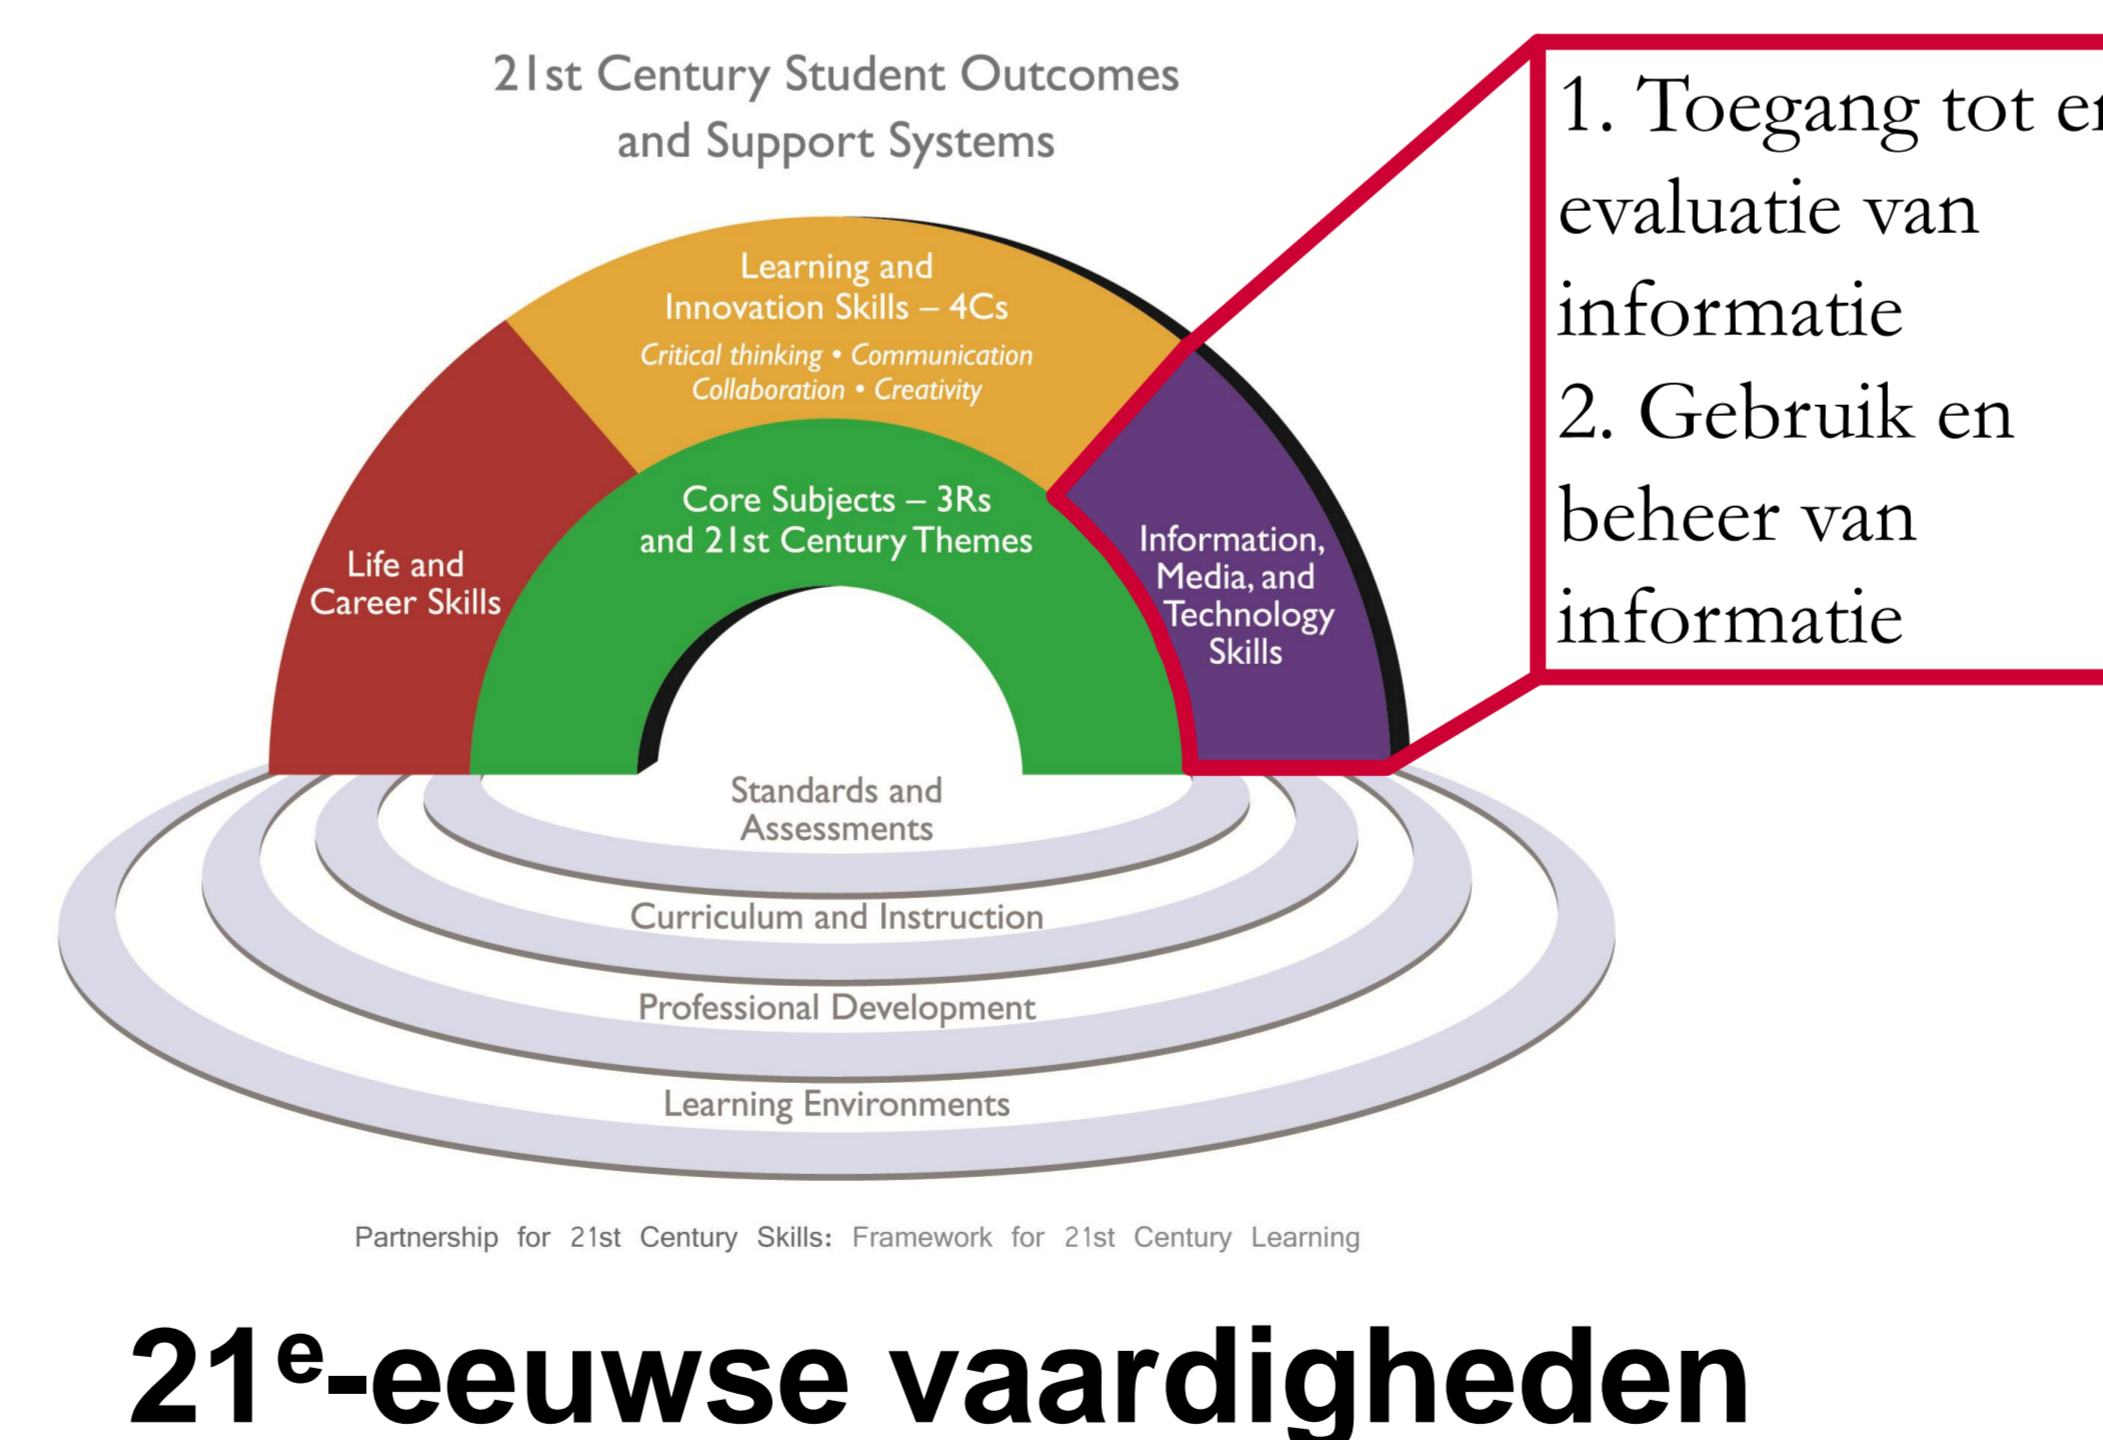 21st Century Student Outcomes
and Support Systems
Learning and
Innovation Skills – 4Cs
Critical thinking • Communication
Collaboration • Creativity
Core Subjects – 3Rs
and 21st Century Themes
Life and
Career Skills
Information,
Media, and
Technology
Skills
1. Toegang tot
evaluatie van
informatie
2. Gebruik en
beheer van
informatie
Standards and
Assessments
Curriculum and Instruction
Professional Development
Learning Environments
Partnership for 21st Century Skills: Framework for 21st Century Learning
21e-eeuwse vaardigheden